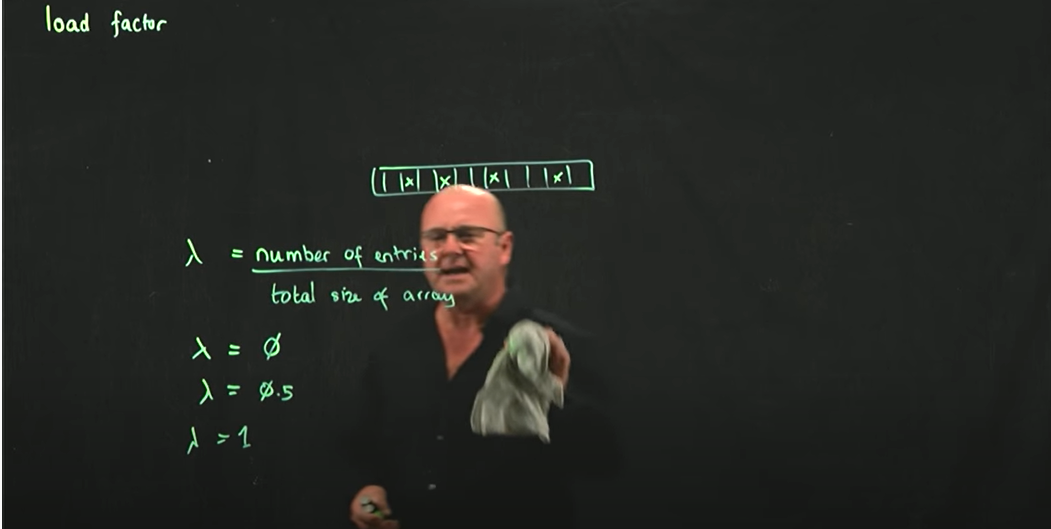 load factor
x x x x
λ = number of entries
total size of array
λ = Ø
λ = Ø.5
λ = 1